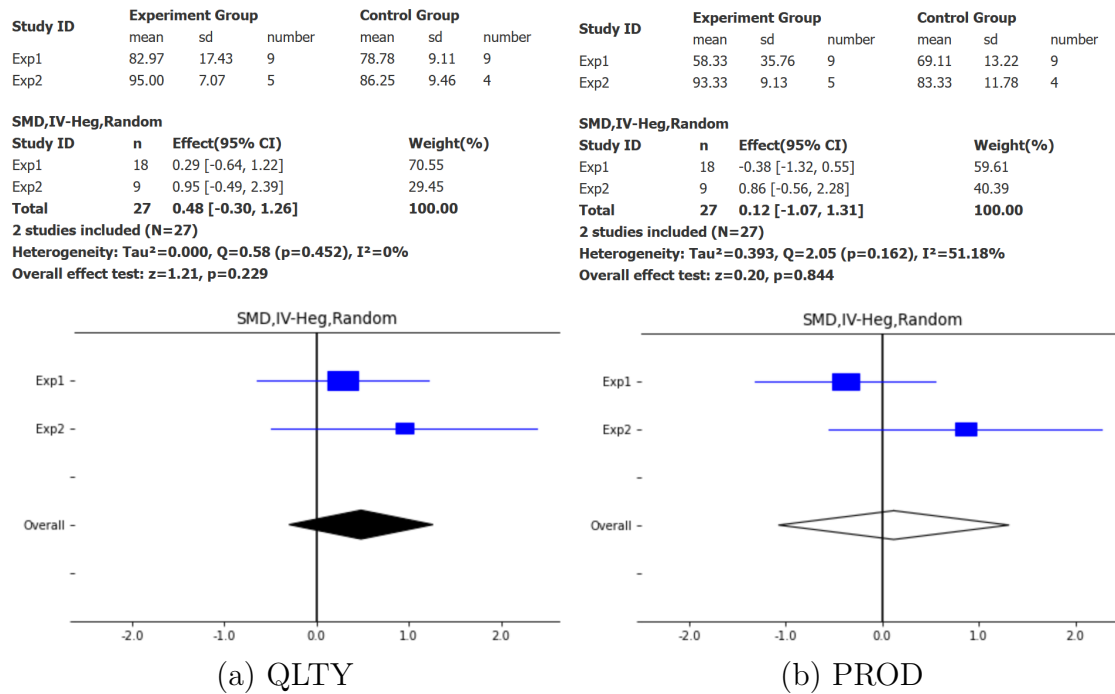 Study ID Experiment Group Control Group
mean sd number mean sd number
Exp1 82.97 17.43 9 78.78 9.11 9
Exp2 95.00 7.07 5 86.25 9.46 4
SMD,IV-Heg,Random
Study ID n Effect(95% CI) Weight(%)
Exp1 18 0.29 [-0.64, 1.22] 70.55
Exp2 9 0.95 [-0.49, 2.39] 29.45
Total 27 0.48 [-0.30, 1.26] 100.00
2 studies included (N=27)
Heterogeneity: Tau²=0.000, Q=0.58 (p=0.452), I²=0%
Overall effect test: z=1.21, p=0.229
SMD,IV-Heg,Random
Exp1
Exp2
Overall
-2.0 0.0 1.0 2.0
(a) QLTY
Study ID Experiment Group Control Group
mean sd number mean sd number
Exp1 58.33 35.76 9 69.11 13.22 9
Exp2 93.33 9.13 5 83.33 11.78 4
SMD,IV-Heg,Random
Study ID n Effect(95% CI) Weight(%)
Exp1 18 -0.38 [-1.32, 0.55] 59.61
Exp2 9 0.86 [-0.56, 2.28] 40.39
Total 27 0.12 [-1.07, 1.31] 100.00
2 studies included (N=27)
Heterogeneity: Tau²=0.393, Q=2.05 (p=0.162), I²=51.18%
Overall effect test: z=0.20, p=0.844
SMD,IV-Heg,Random
Exp1
Exp2
Overall
-2.0 0.0 1.0 2.0
(b) PROD